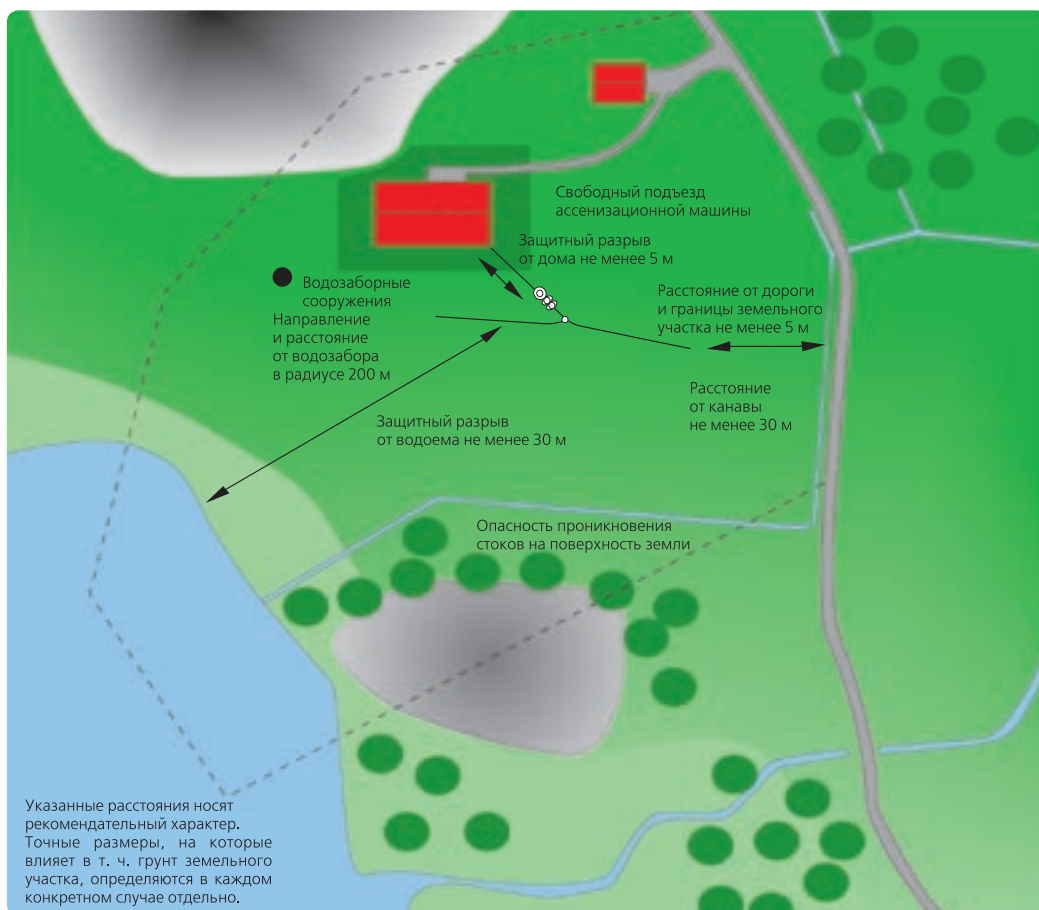 Свободный подъезд
ассенизационной машины
Защитный разрыв
от дома не менее 5 м
Водозаборные
сооружения
Направление
и расстояние
от водозабора
в радиусе 200 м
Расстояние от дороги
и границы земельного
участка не менее 5 м
Расстояние
от канавы
не менее 30 м
Защитный разрыв
от водоема не менее 30 м
Опасность проникновения
стоков на поверхность земли
Указанные расстояния носят
рекомендательный характер.
Точные размеры, на которые
влияет в т. ч. грунт земельного
участка, определяются в каждом
конкретном случае отдельно.